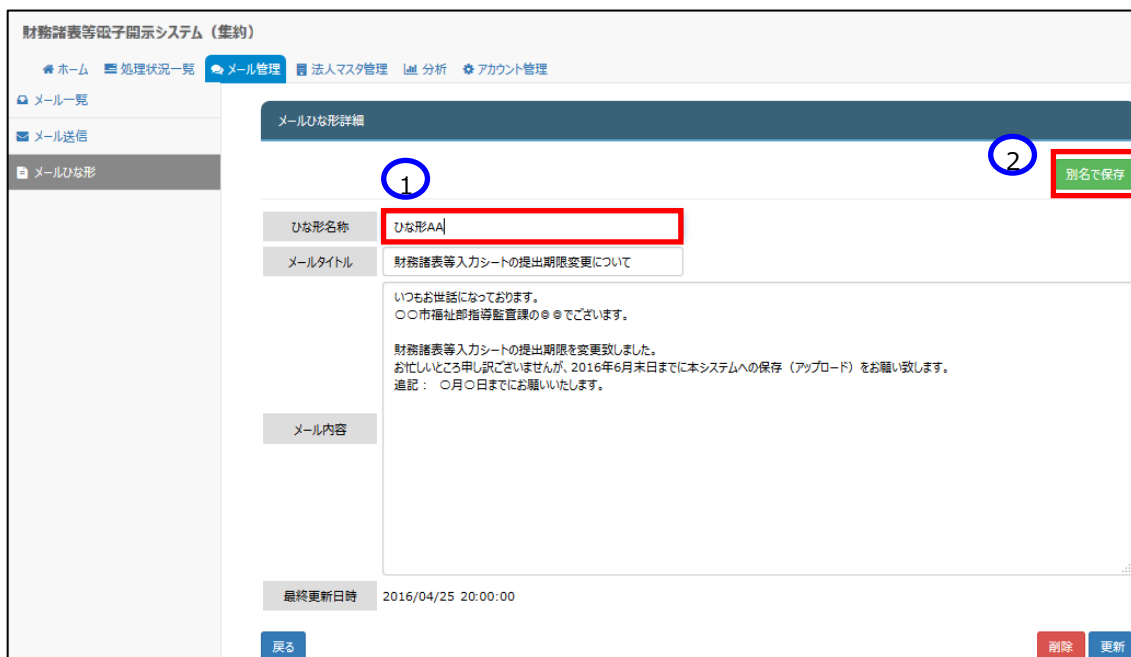 財務諸表等電子開示システム（集約）
ホーム 処理状況一覧 メール管理 法人マスタ管理 分析 アカウント管理
メール一覧
メール送信
メールひな形
メールひな形詳細
1
2
別名で保存
ひな形名称 ひな形AA
メールタイトル 財務諸表等入力シートの提出期限変更について
メール内容
いつもお世話になっております。
〇〇市福祉部指導監査課の◎◎でございます。
財務諸表等入力シートの提出期限を変更致しました。
お忙しいところ申し訳ございませんが、2016年6月末日までに本システムへの保存（アップロード）をお願い致します。
追記： 〇月〇日までにお願いいたします。
最終更新日時 2016/04/25 20:00:00
戻る 削除 更新